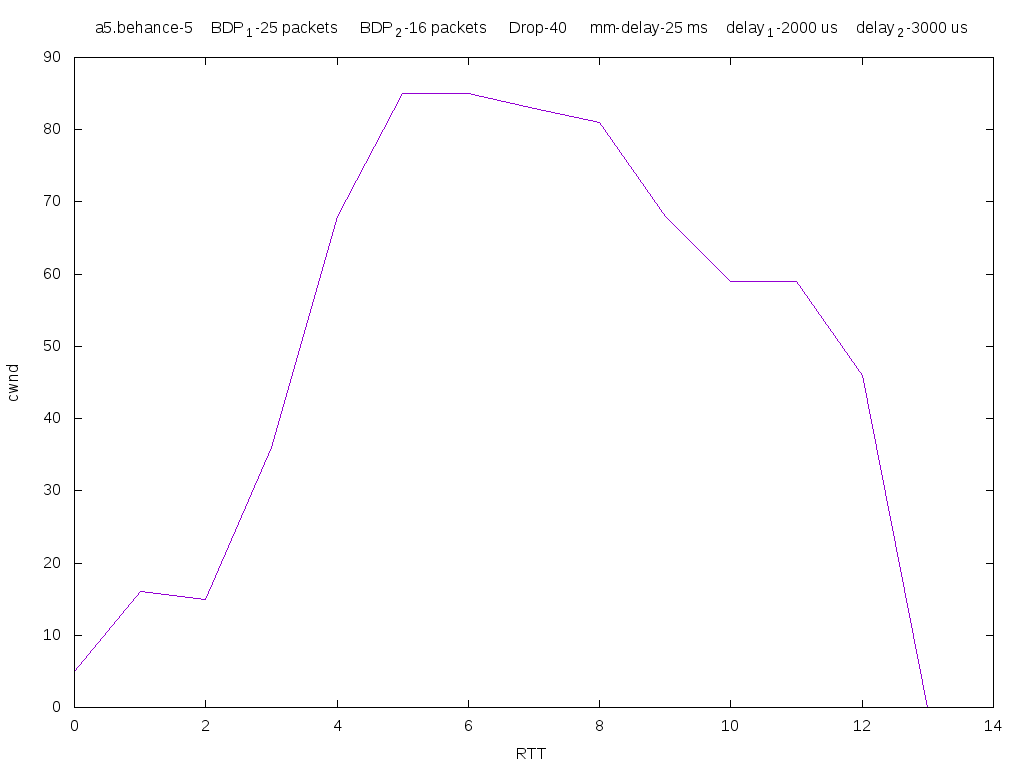 a5.behance-5 BDP1-25 packets BDP2-16 packets Drop-40 mm-delay-25 ms delay1-2000 us delay2-3000 us
90
80
70
60
50
40
30
20
10
0
cwnd
0 2 4 6 8 10 12 14
RTT